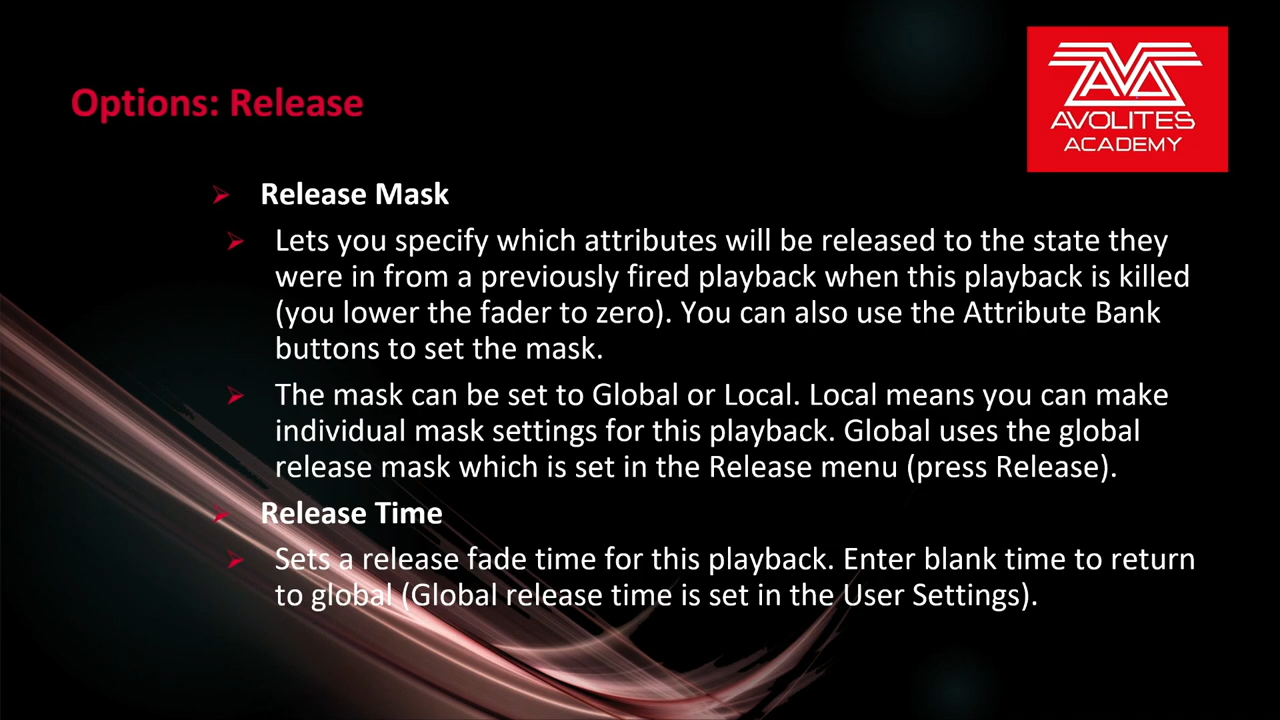 AVOLITES
ACADEMY
Options: Release
Release Mask
Lets you specify which attributes will be released to the state they
were in from a previously fired playback when this playback is killed
(you lower the fader to zero). You can also use the Attribute Bank
buttons to set the mask.
The mask can be set to Global or Local. Local means you can make
individual mask settings for this playback. Global uses the global
release mask which is set in the Release menu (press Release).
Release Time
Sets a release fade time for this playback. Enter blank time to return
to global (Global release time is set in the User Settings).